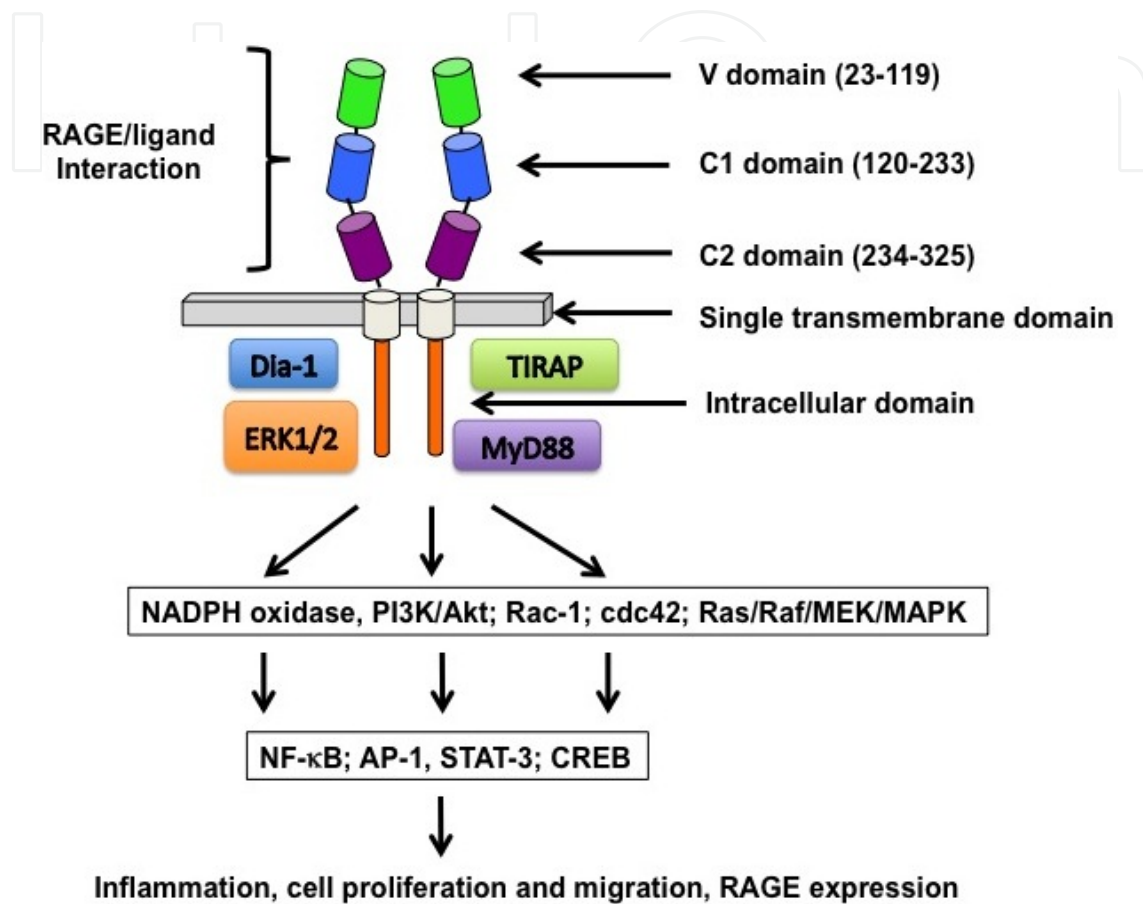 V domain (23-119)
RAGE/ligand
Interaction
C1 domain (120-233)
C2 domain (234-325)
Single transmembrane domain
Dia-1
TIRAP
Intracellular domain
ERK1/2
MyD88
NADPH oxidase, PI3K/Akt; Rac-1; cdc42; Ras/Raf/MEK/MAPK
NF-κB; AP-1, STAT-3; CREB
Inflammation, cell proliferation and migration, RAGE expression